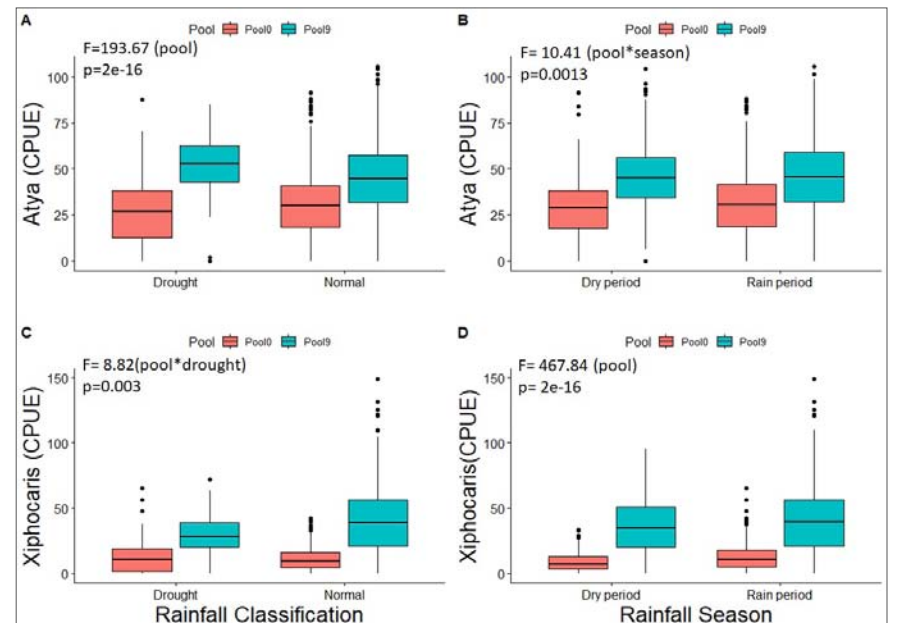 A
Pool Pool0 Pool9
F=193.67 (pool)
p=2e-16
Atya (CPUE)
100
75
50
25
0
Drought Normal
B
Pool Pool0 Pool9
F= 10.41 (pool*season)
p=0.0013
Atya (CPUE)
100
75
50
25
0
Dry period Rain period
C
Pool Pool0 Pool9
F= 8.82(pool*drought)
p=0.003
Xiphocaris (CPUE)
150
100
50
0
Drought Normal
Rainfall Classification
D
Pool Pool0 Pool9
F= 467.84 (pool)
p= 2e-16
Xiphocaris(CPUE)
150
100
50
0
Dry period Rain period
Rainfall Season